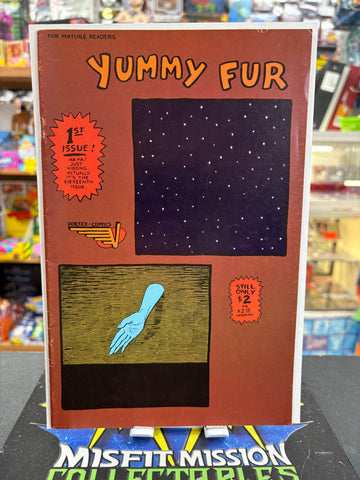 FOR MATURE READERS
YUMMY FUR
1ST
ISSUE!
HA HA!
JUST
KIDDING.
ACTUALLY
IT'S THE
FIFTEENTH
ISSUE.
VORTEX COMICS
STILL
ONLY
$2
MISFIT MISSION
COLLECTABLES